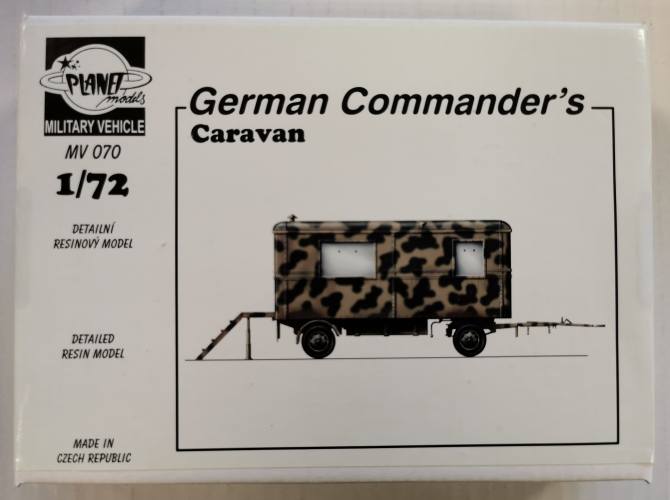 PLANET
models
MILITARY VEHICLE
MV 070
1/72
DETAILNÍ
RESINOVÝ MODEL
DETAILED
RESIN MODEL
MADE IN
CZECH REPUBLIC
German Commander's
Caravan